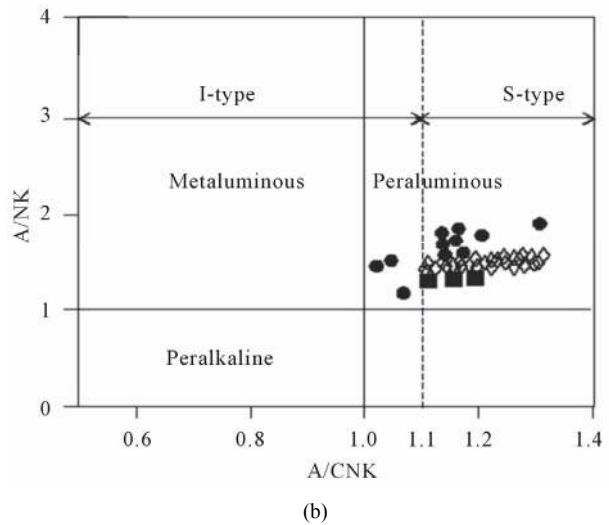 4
I-type
S-type
3
Metaluminous
Peraluminous
A/NK
2
1
Peralkaline
0
0.6
0.8
1.0
1.1
1.2
1.4
A/CNK
(b)